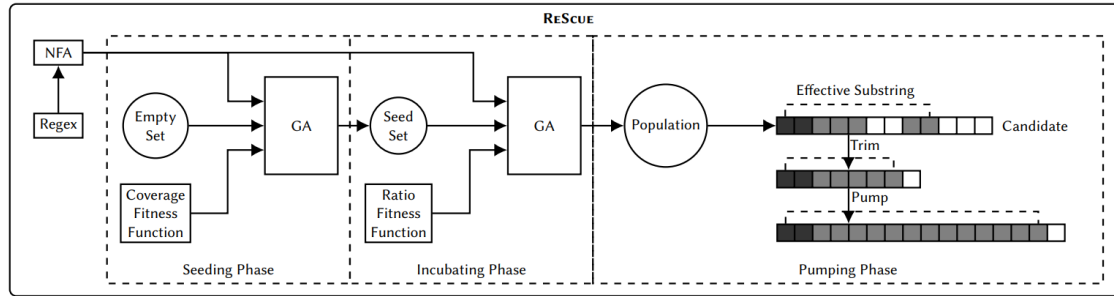 ReScue
NFA
Regex
Empty
Set
Coverage
Fitness
Function
GA
Seeding Phase
Seed
Set
Ratio
Fitness
Function
GA
Incubating Phase
Population
Effective Substring
Candidate
Trim
Pump
Pumping Phase